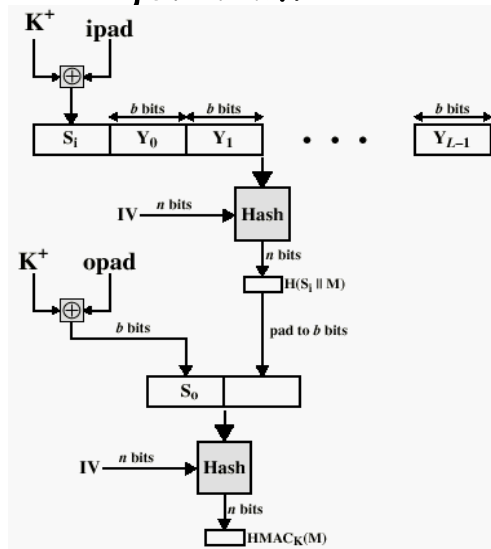 K+ ipad
⊕
b bits b bits b bits
Si Y0 Y1 • • • YL–1
IV n bits Hash
n bits
K+ opad
H(Si || M)
⊕
b bits pad to b bits
So
IV n bits Hash
n bits
HMACK(M)